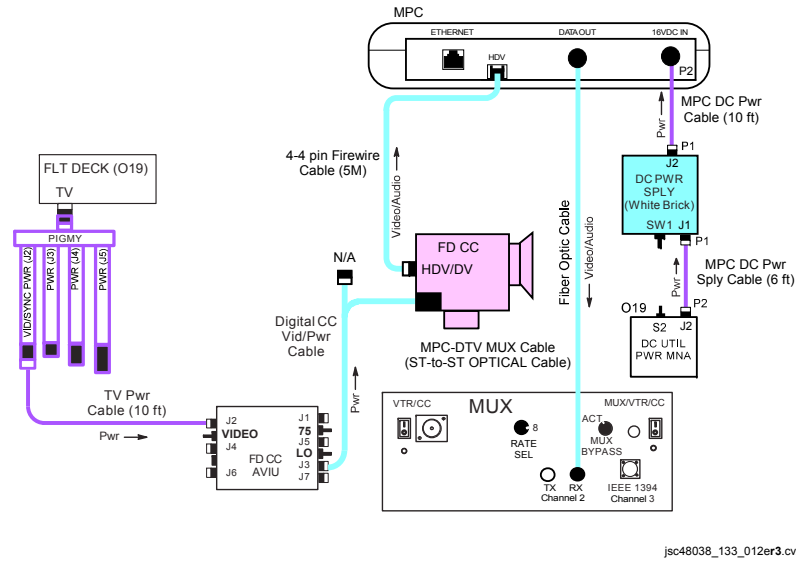 MPC
ETHERNET
DATA OUT
16VDC IN
HDV
P2
MPC DC Pwr
Cable (10 ft)
Pwr
P1
4-4 pin Firewire
Cable (5M)
Video/Audio
Fiber Optic Cable
Video/Audio
FLT DECK (O19)
TV
PIGMY
VID/SYNC PWR (J2)
PWR (J3)
PWR (J4)
PWR (J5)
J2
DC PWR
SPLY
(White Brick)
SW1 J1
P1
MPC DC Pwr
Sply Cable (6 ft)
Pwr
P2
O19
S2 J2
DC UTIL
PWR MNA
FD CC
HDV/DV
N/A
Digital CC
Vid/Pwr
Cable
MPC-DTV MUX Cable
(ST-to-ST OPTICAL Cable)
Pwr
TV Pwr
Cable (10 ft)
Pwr
J2
VIDEO
J4
J6
FD CC
AVIU
J1
75
J5
LO
J3
J7
VTR/CC
MUX
MUX/VTR/CC
8
RATE
SEL
ACT
MUX
BYPASS
TX RX
Channel 2
IEEE 1394
Channel 3
jsc48038_133_012er3.cv